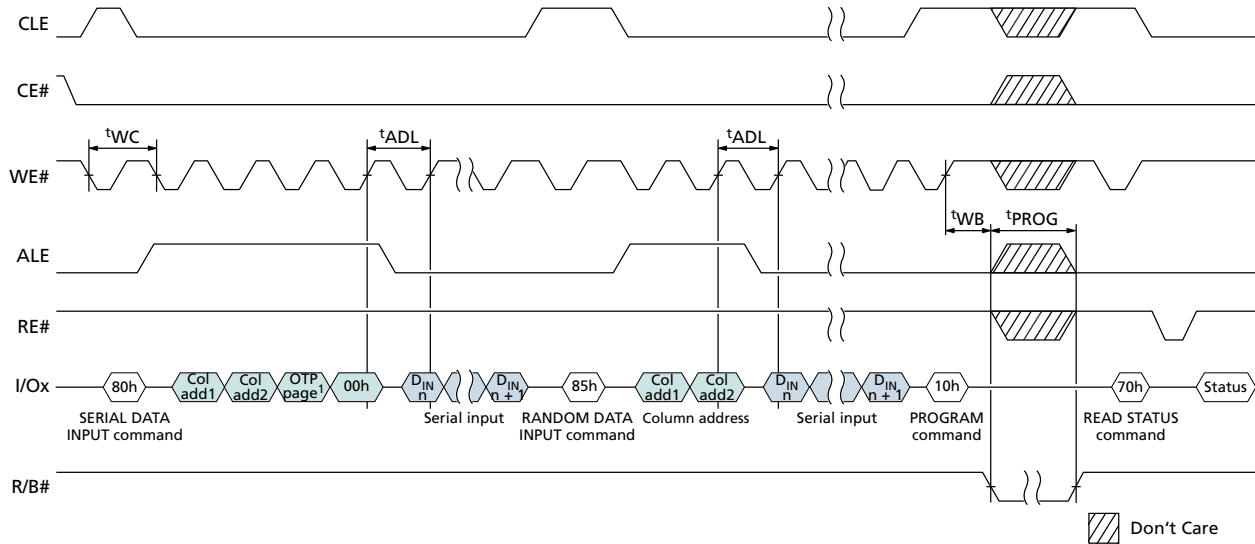 CLE
CE#
tWC
tADL
tADL
WE#
tWB
tPROG
ALE
RE#
I/Ox
80h
Col add1
Col add2
OTP page1
00h
DIN n
DIN n + 1
85h
Col add1
Col add2
DIN n
DIN n + 1
10h
70h
Status
SERIAL DATA INPUT command
Serial input
RANDOM DATA INPUT command
Column address
Serial input
PROGRAM command
READ STATUS command
R/B#
Don't Care